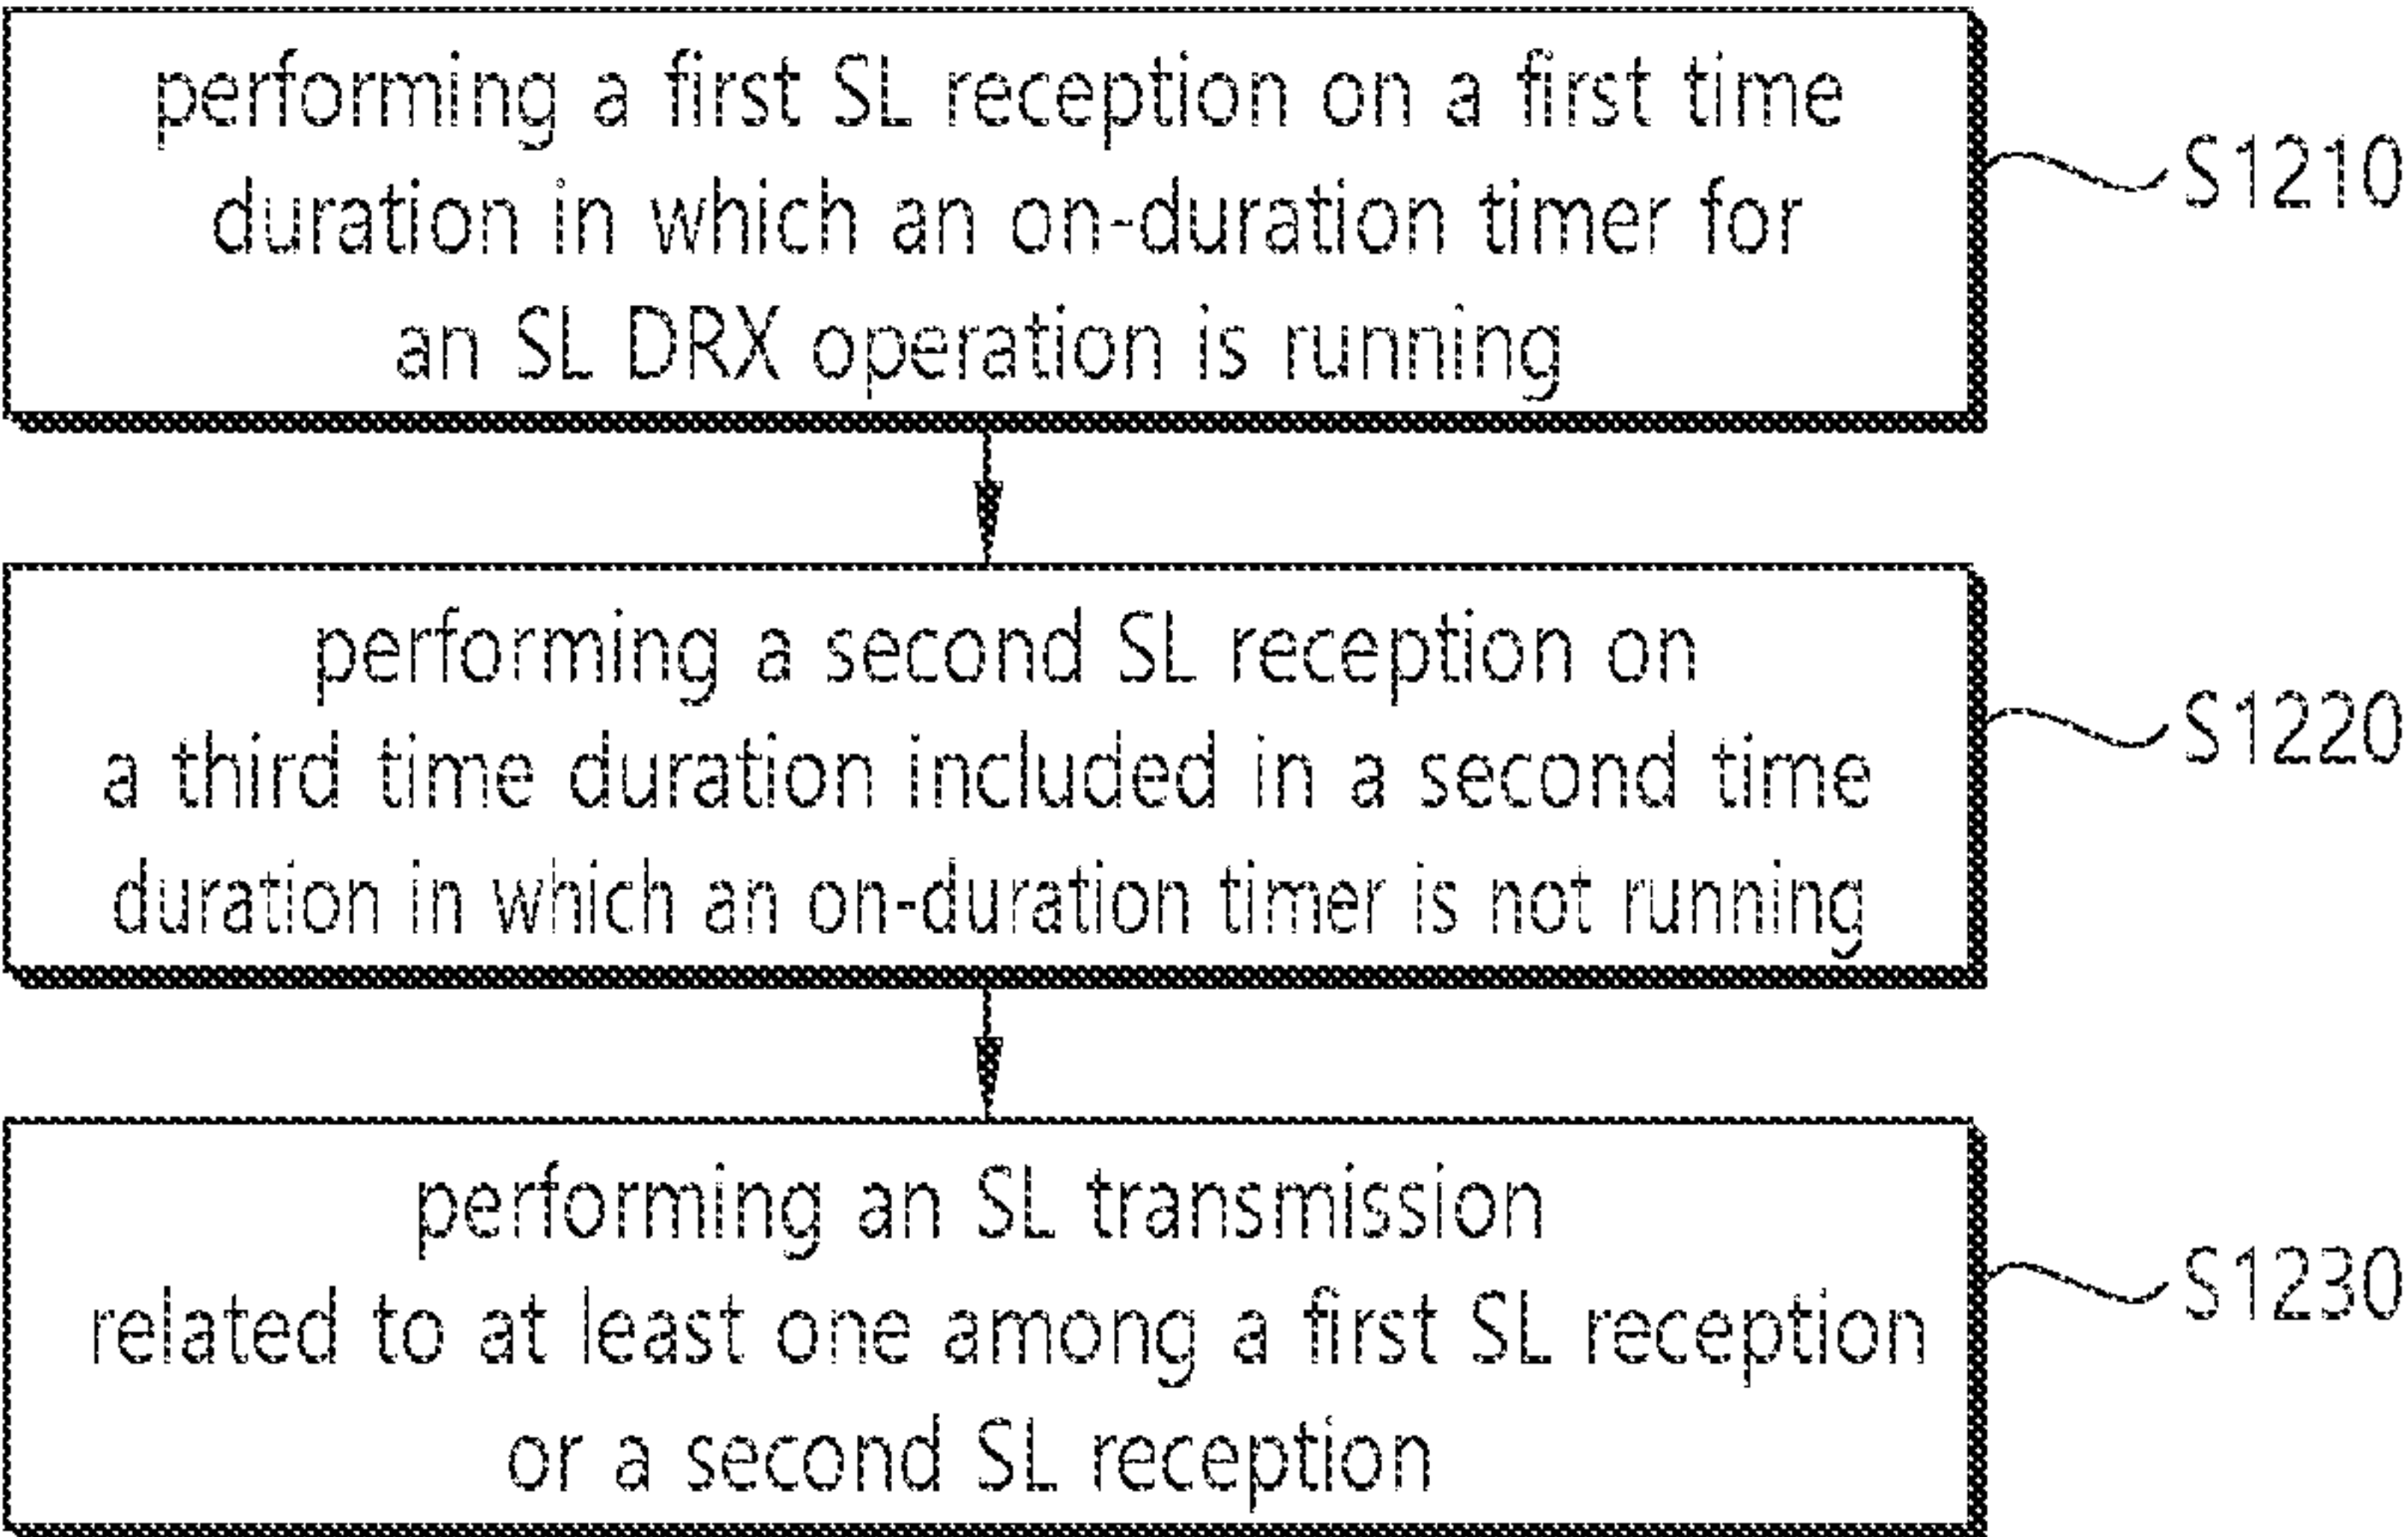 performing a first SL reception on a first time
duration in which an on-duration timer for
an SL DRX operation is running
S1210
performing a second SL reception on
a third time duration included in a second time
duration in which an on-duration timer is not running
S1220
performing an SL transmission
related to at least one among a first SL reception
or a second SL reception
S1230